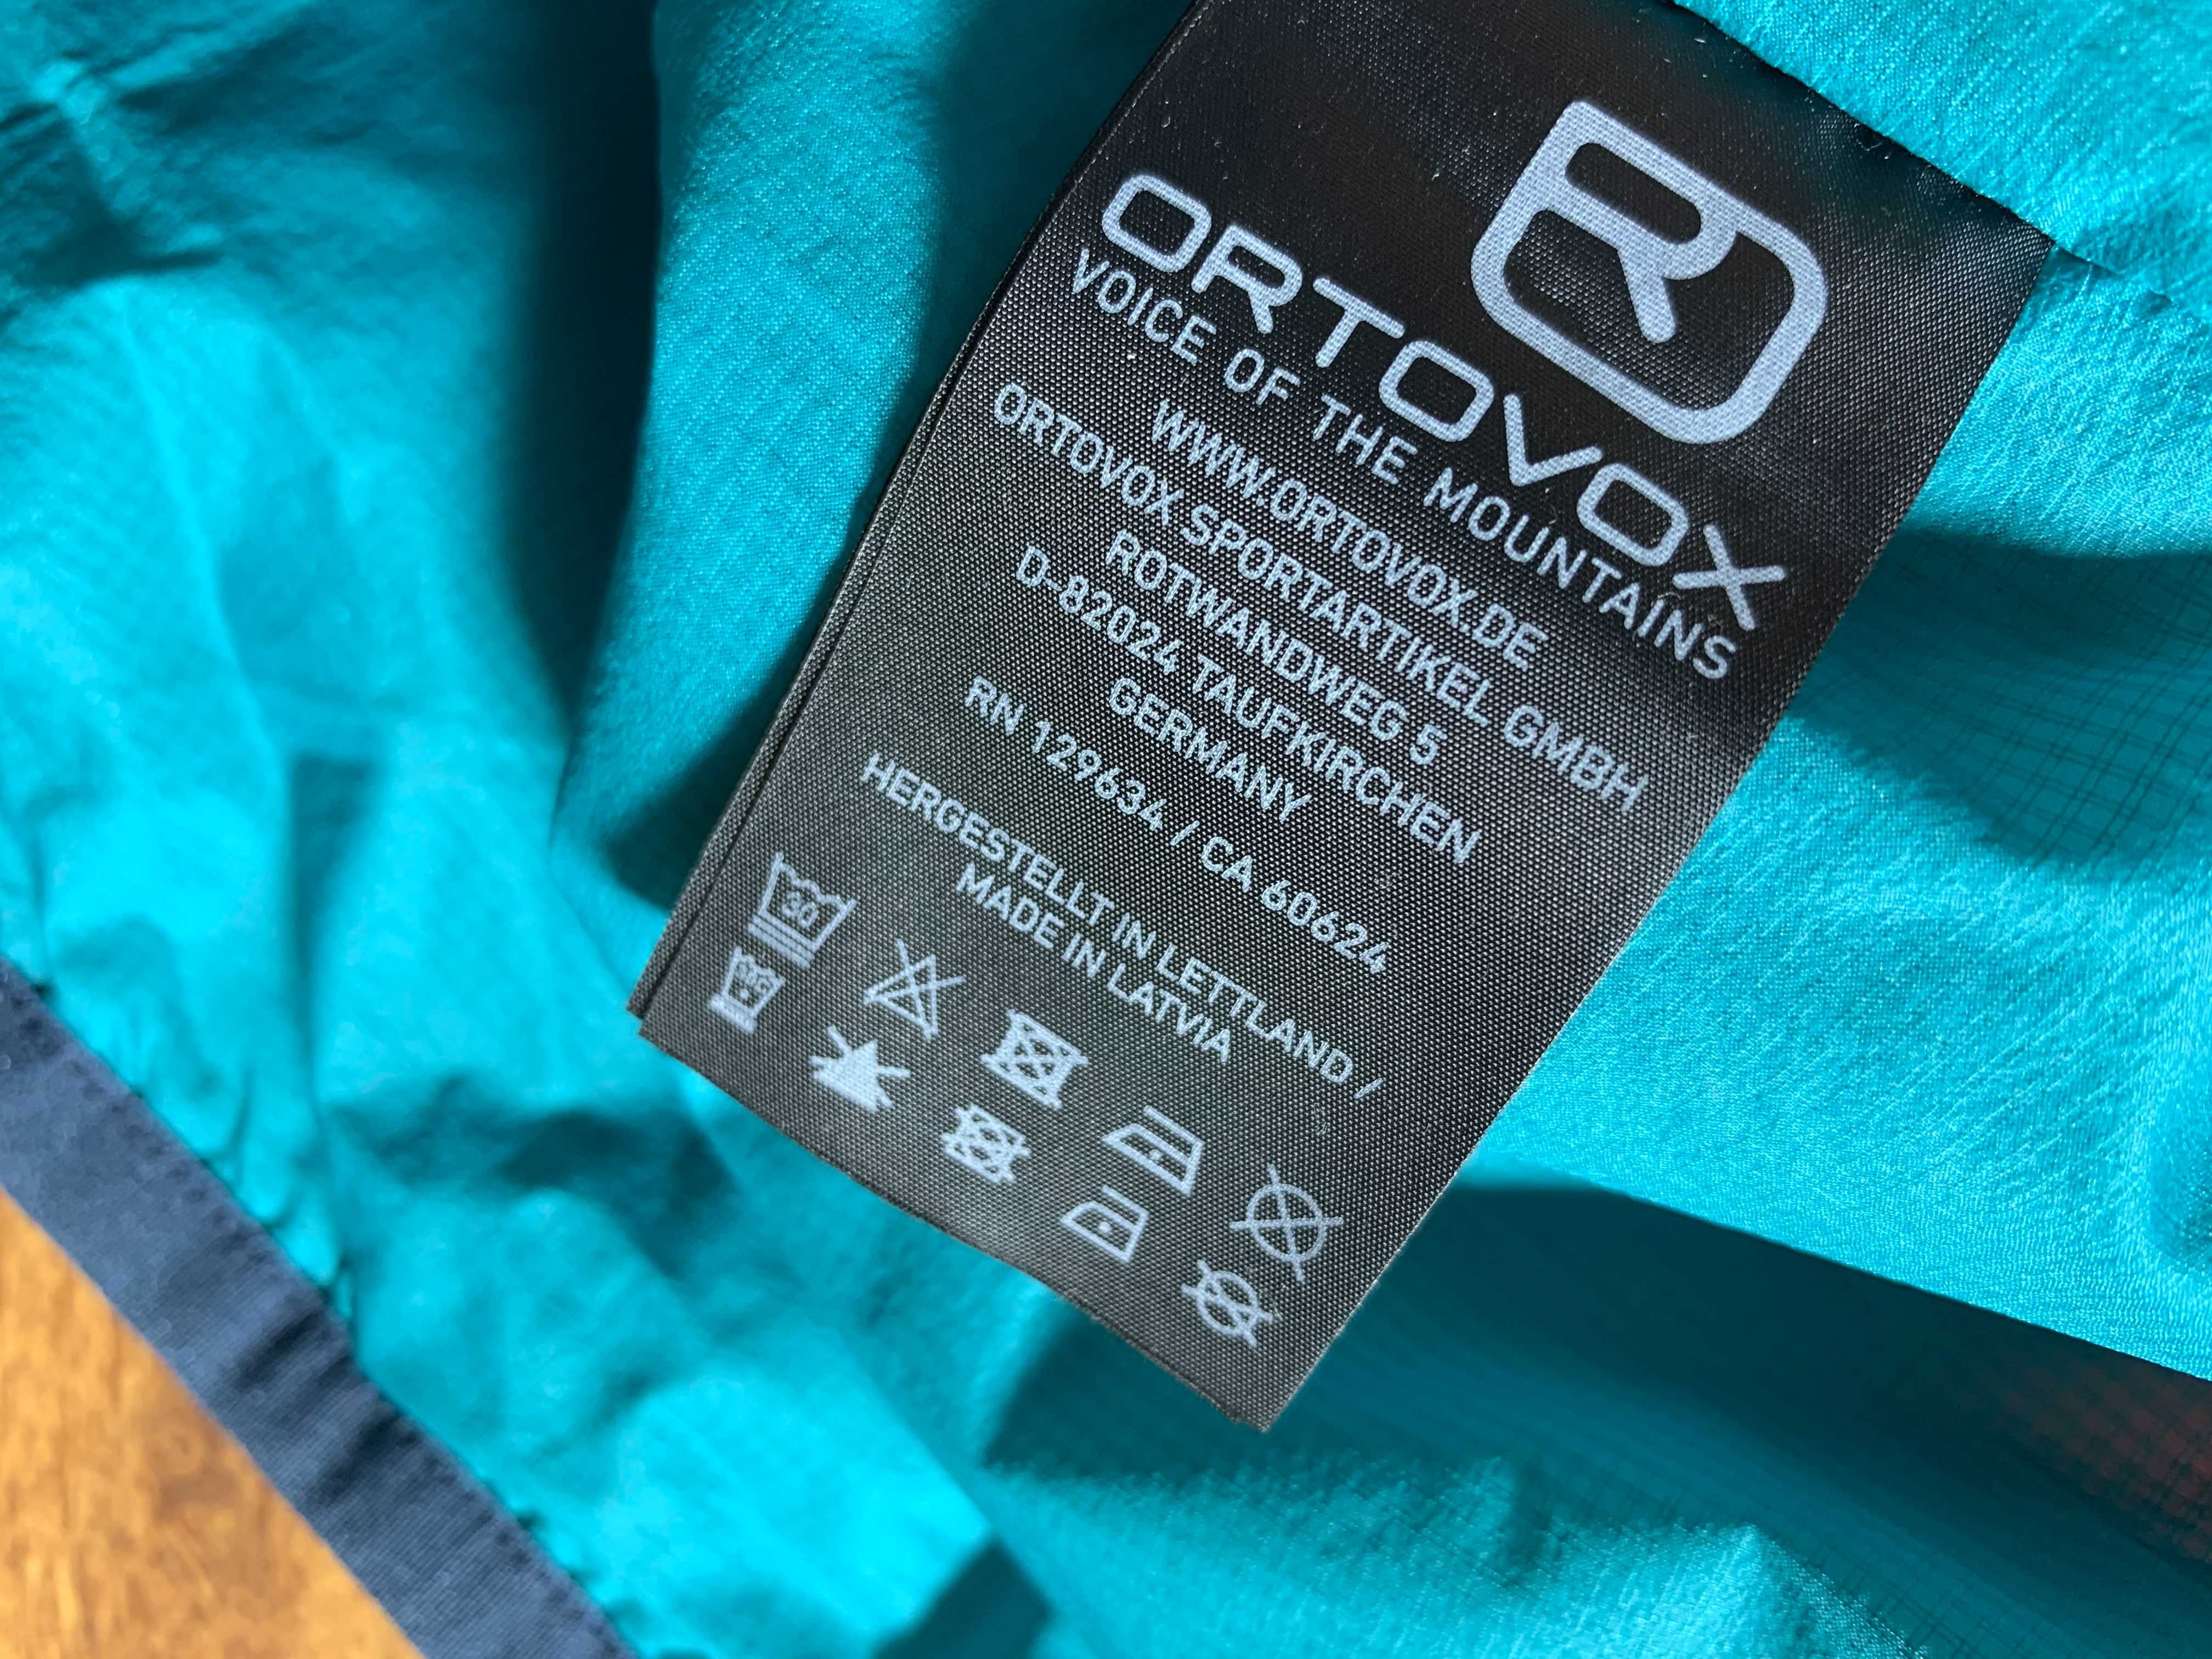 ORTOVOX
VOICE OF THE MOUNTAINS
WWW.ORTOVOX.DE
ORTOVOX SPORTARTIKEL GMBH
ROTWANDWEG 5
D-82024 TAUFKIRCHEN
GERMANY
RN 129634 / CA 60624
HERGESTELLT IN LETTLAND /
MADE IN LATVIA
30